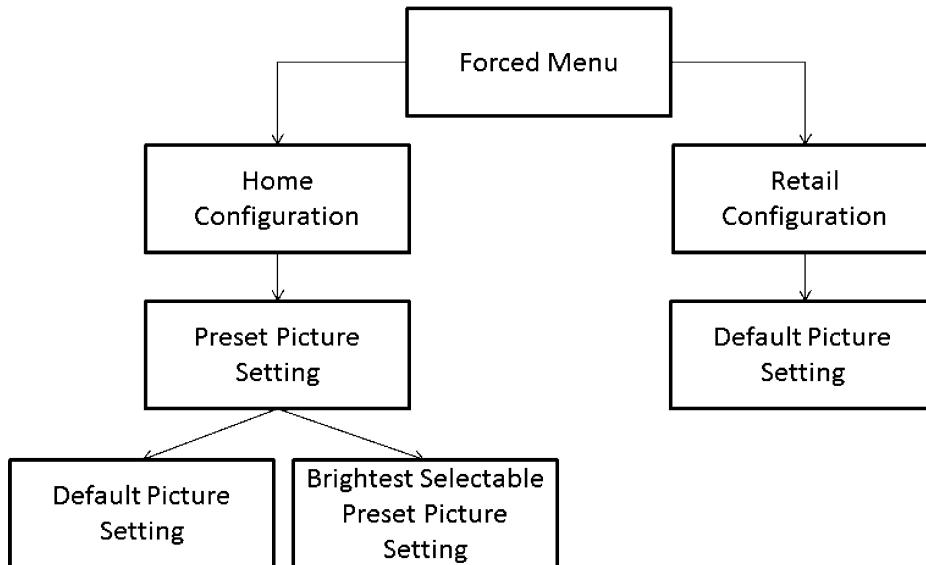 Forced Menu
Home
Configuration
Retail
Configuration
Preset Picture
Setting
Default Picture
Setting
Default Picture
Setting
Brightest Selectable
Preset Picture
Setting